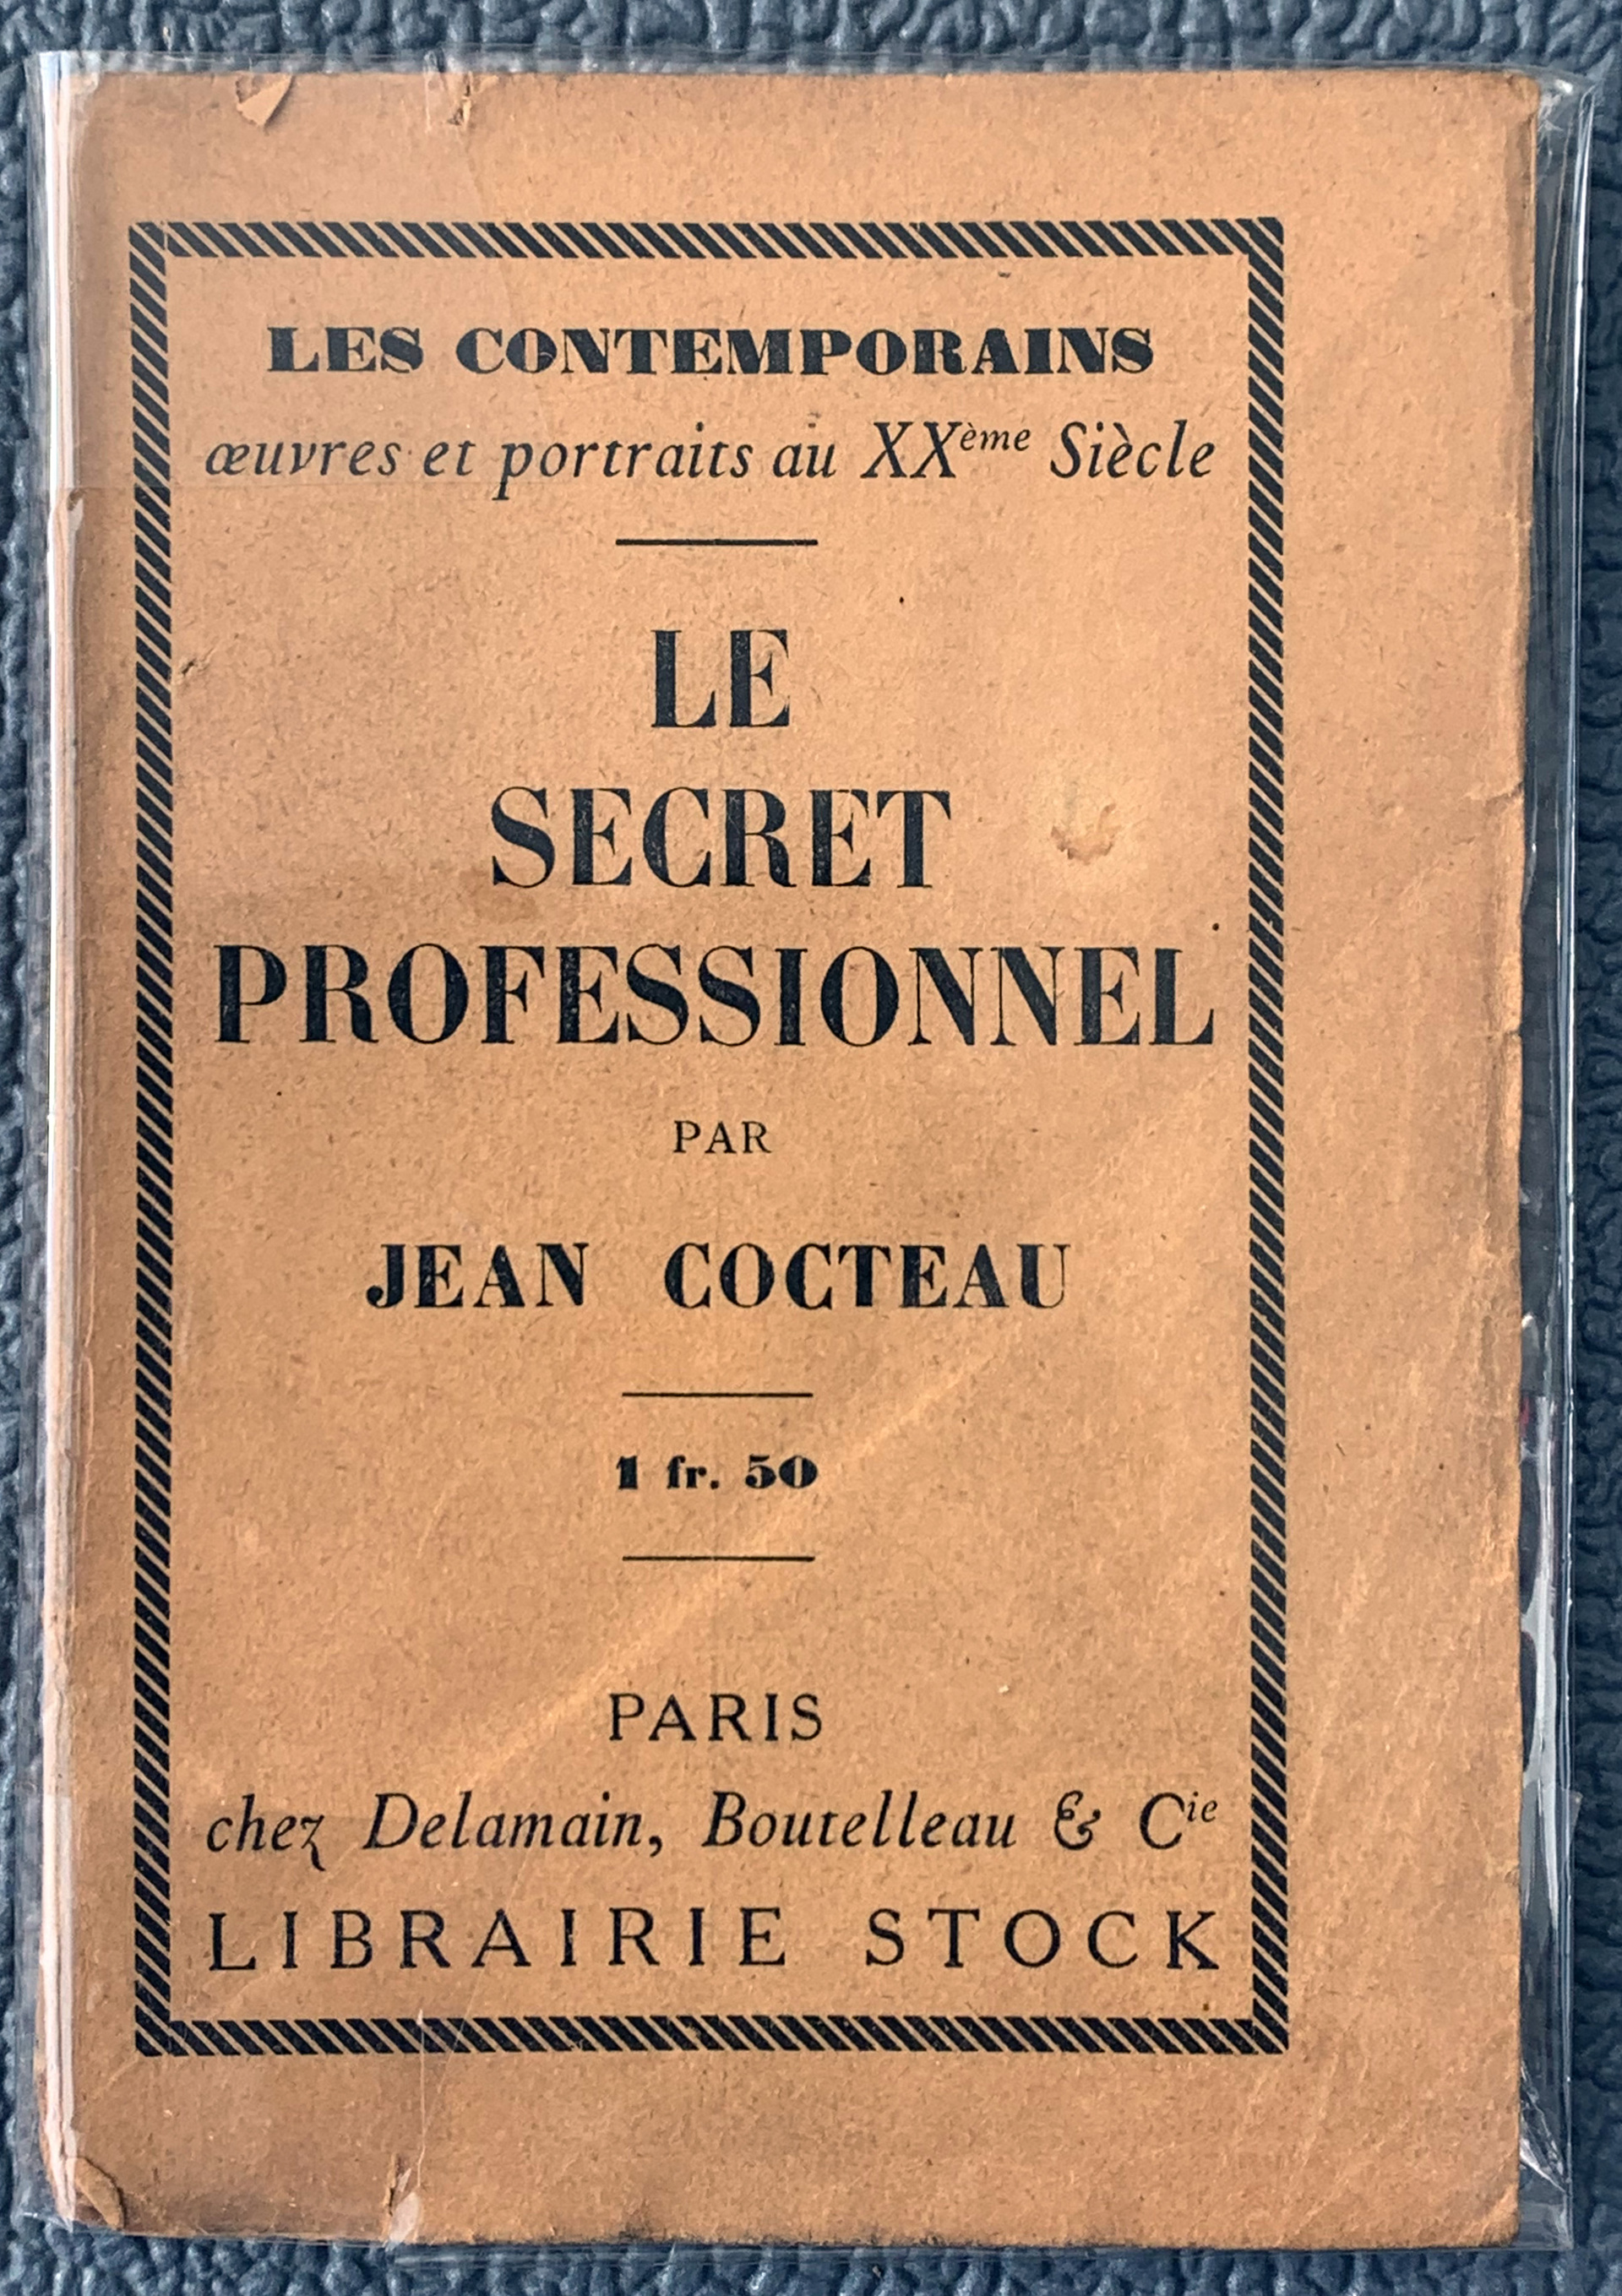 LES CONTEMPORAINS
œuvres et portraits au XXème Siècle
LE
SECRET
PROFESSIONNEL
PAR
JEAN COCTEAU
1 fr. 50
PARIS
chez Delamain, Boutelleau & Cie
LIBRAIRIE STOCK